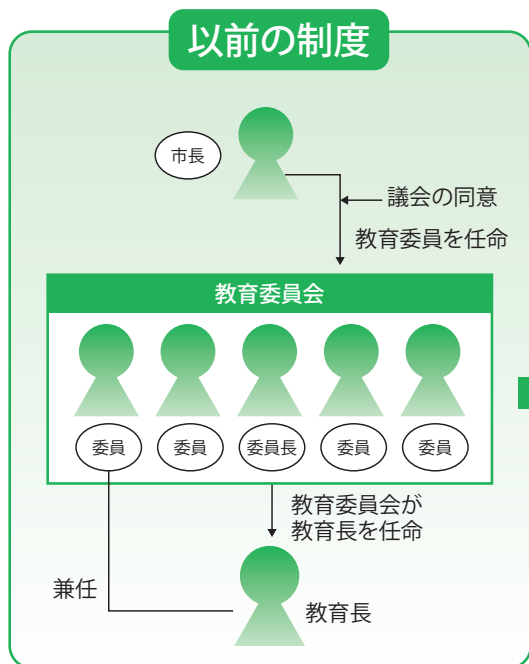 以前の制度
市長
議会の同意
教育委員を任命
教育委員会
委員
委員
委員長
委員
委員
教育委員会が
教育長を任命
兼任
教育長